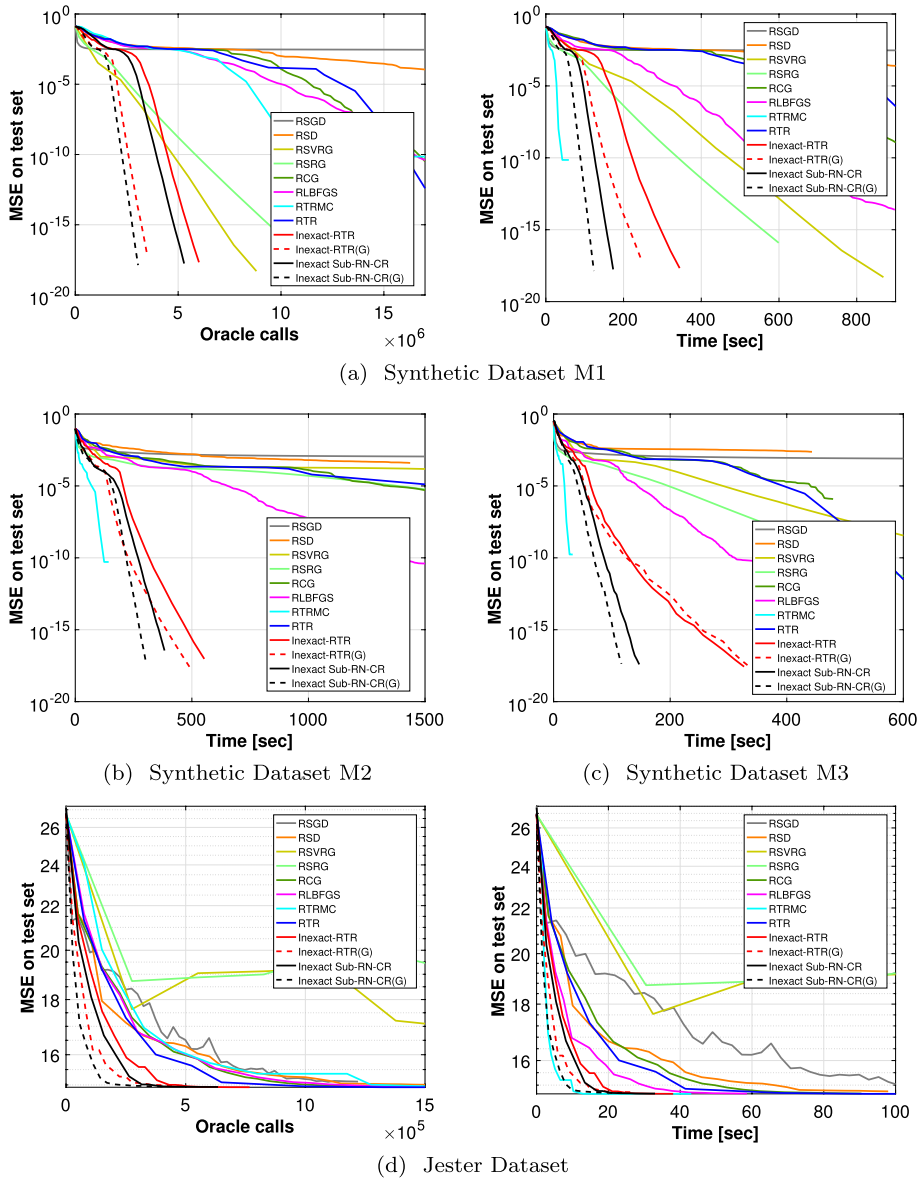 MSE on test set
10^0
10^-5
10^-10
10^-15
10^-20
0
5
10
15
Oracle calls
×10^6
RSGD
RSD
RSVRG
RSRG
RCG
RLBFGS
RTRMC
RTR
Inexact-RTR
Inexact-RTR(G)
Inexact Sub-RN-CR
Inexact Sub-RN-CR(G)
MSE on test set
10^0
10^-5
10^-10
10^-15
10^-20
0
200
400
600
800
Time [sec]
RSGD
RSD
RSVRG
RSRG
RCG
RLBFGS
RTRMC
RTR
Inexact-RTR
Inexact-RTR(G)
Inexact Sub-RN-CR
Inexact Sub-RN-CR(G)
(a) Synthetic Dataset M1
MSE on test set
10^0
10^-5
10^-10
10^-15
10^-20
0
500
1000
1500
Time [sec]
RSGD
RSD
RSVRG
RSRG
RCG
RLBFGS
RTRMC
RTR
Inexact-RTR
Inexact-RTR(G)
Inexact Sub-RN-CR
Inexact Sub-RN-CR(G)
(b) Synthetic Dataset M2
MSE on test set
10^0
10^-5
10^-10
10^-15
10^-20
0
200
400
600
Time [sec]
RSGD
RSD
RSVRG
RSRG
RCG
RLBFGS
RTRMC
RTR
Inexact-RTR
Inexact-RTR(G)
Inexact Sub-RN-CR
Inexact Sub-RN-CR(G)
(c) Synthetic Dataset M3
MSE on test set
26
24
22
20
18
16
0
5
10
15
Oracle calls
×10^5
RSGD
RSD
RSVRG
RSRG
RCG
RLBFGS
RTRMC
RTR
Inexact-RTR
Inexact-RTR(G)
Inexact Sub-RN-CR
Inexact Sub-RN-CR(G)
MSE on test set
26
24
22
20
18
16
0
20
40
60
80
100
Time [sec]
RSGD
RSD
RSVRG
RSRG
RCG
RLBFGS
RTRMC
RTR
Inexact-RTR
Inexact-RTR(G)
Inexact Sub-RN-CR
Inexact Sub-RN-CR(G)
(d) Jester Dataset